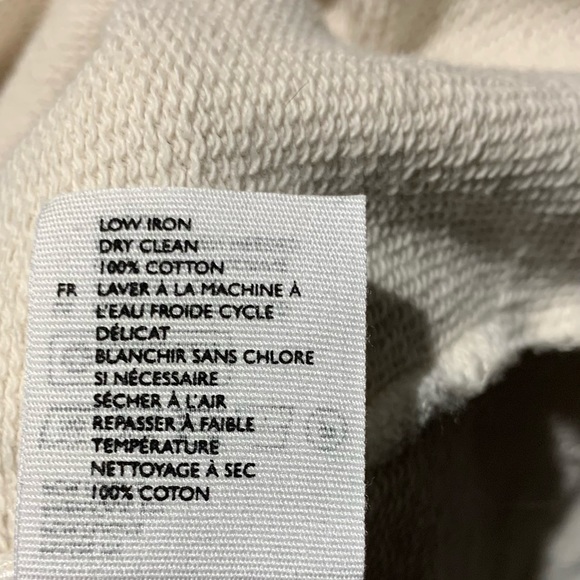 LOW IRON
DRY CLEAN
100% COTTON
FR LAVER À LA MACHINE À
L'EAU FROIDE CYCLE
DÉLICAT
BLANCHIR SANS CHLORE
SI NÉCESSAIRE
SÉCHER À L'AIR
REPASSER À FAIBLE
TEMPÉRATURE
NETTOYAGE À SEC
100% COTON